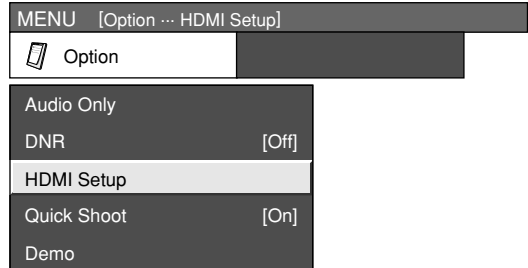 MENU [Option ··· HDMI Setup]
Option
Audio Only
DNR [Off]
HDMI Setup
Quick Shoot [On]
Demo